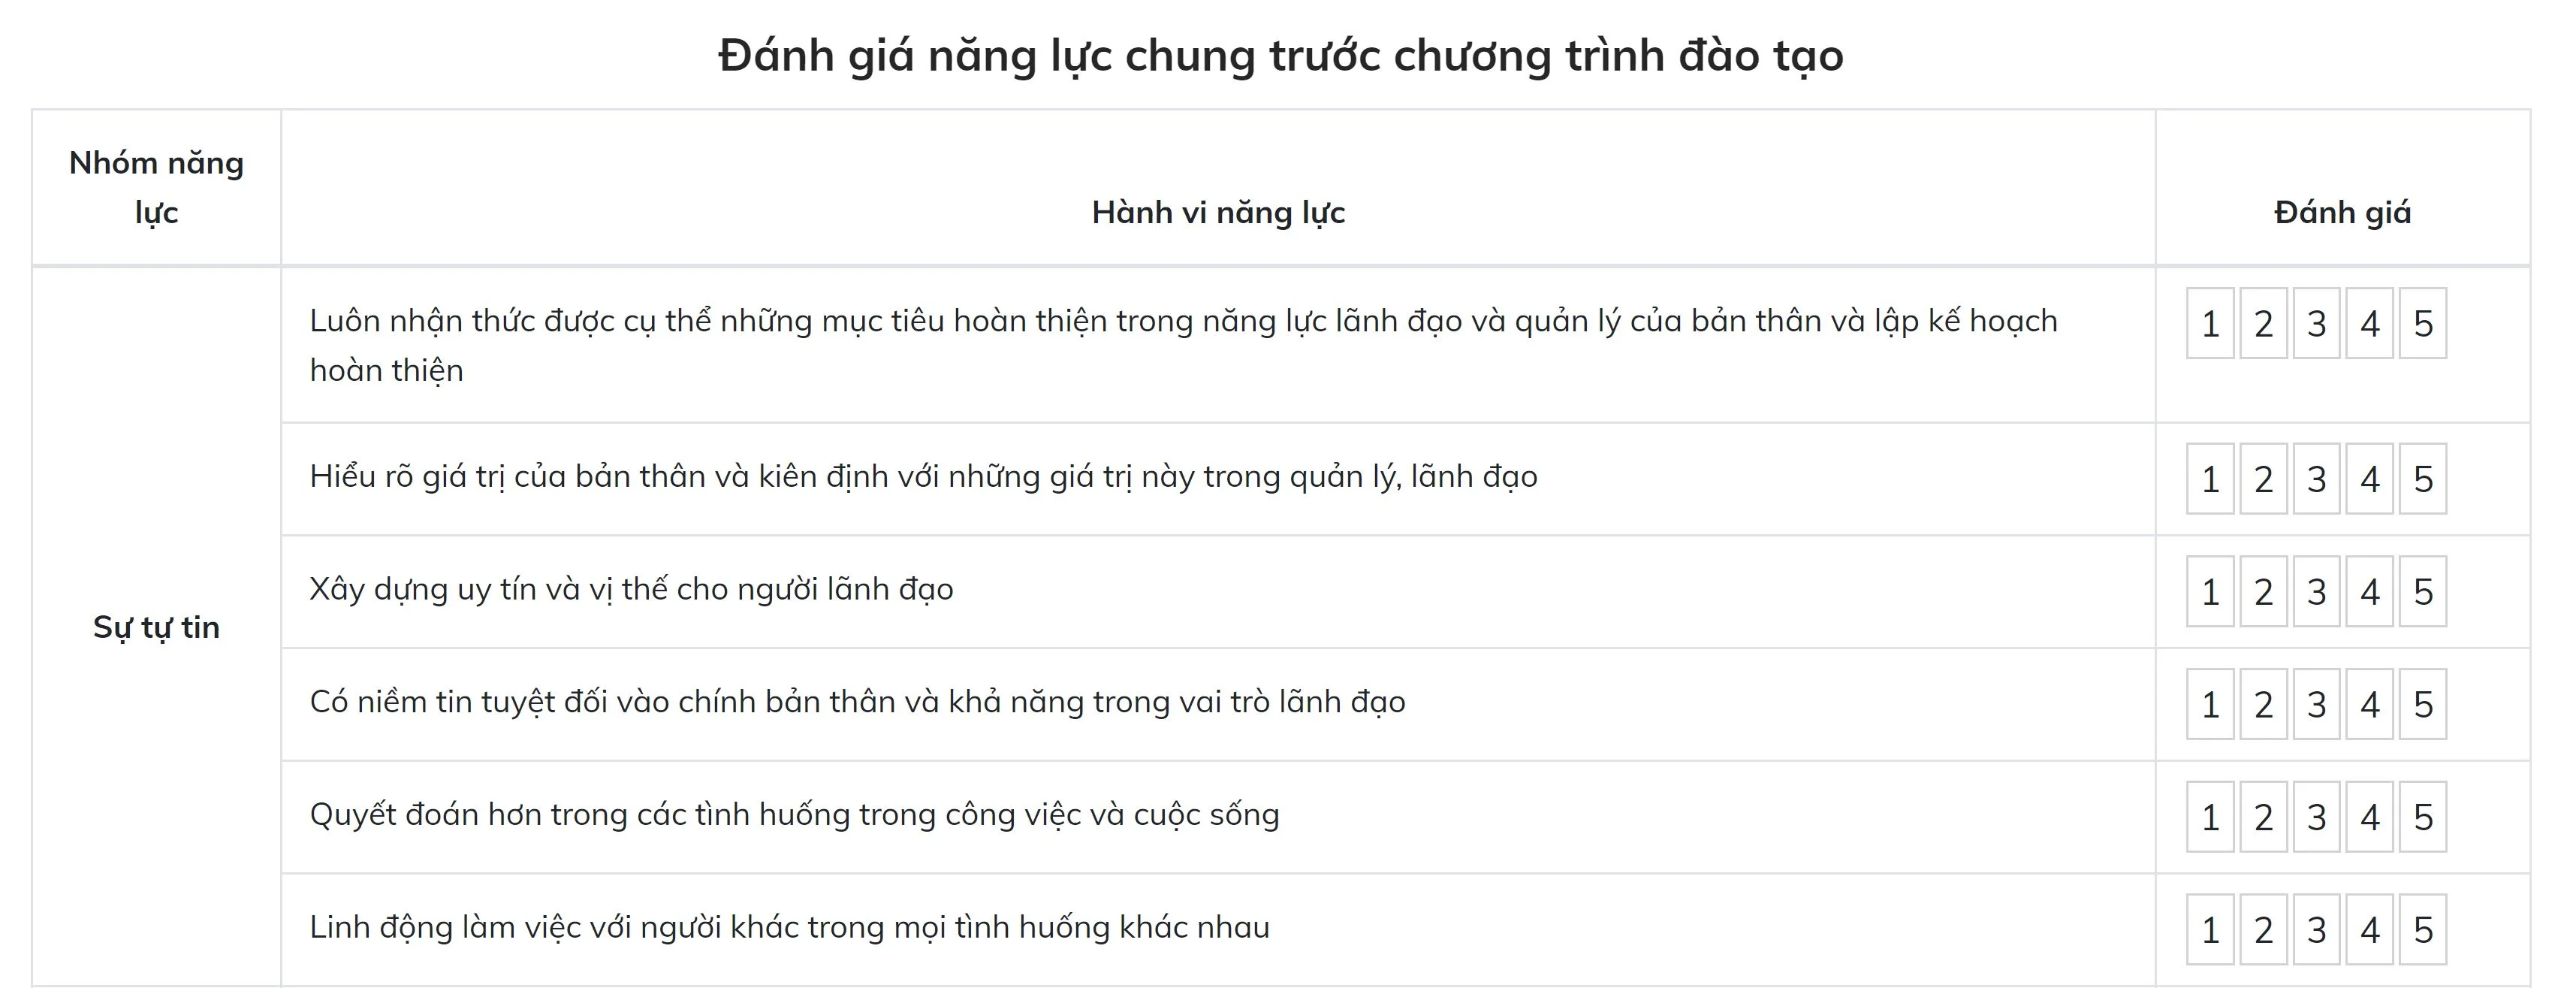 Đánh giá năng lực chung trước chương trình đào tạo
Nhóm năng
lực
Hành vi năng lực
Đánh giá
Sự tự tin
Luôn nhận thức được cụ thể những mục tiêu hoàn thiện trong năng lực lãnh đạo và quản lý của bản thân và lập kế hoạch
hoàn thiện
1 2 3 4 5
Hiểu rõ giá trị của bản thân và kiên định với những giá trị này trong quản lý, lãnh đạo
1 2 3 4 5
Xây dựng uy tín và vị thế cho người lãnh đạo
1 2 3 4 5
Có niềm tin tuyệt đối vào chính bản thân và khả năng trong vai trò lãnh đạo
1 2 3 4 5
Quyết đoán hơn trong các tình huống trong công việc và cuộc sống
1 2 3 4 5
Linh động làm việc với người khác trong mọi tình huống khác nhau
1 2 3 4 5